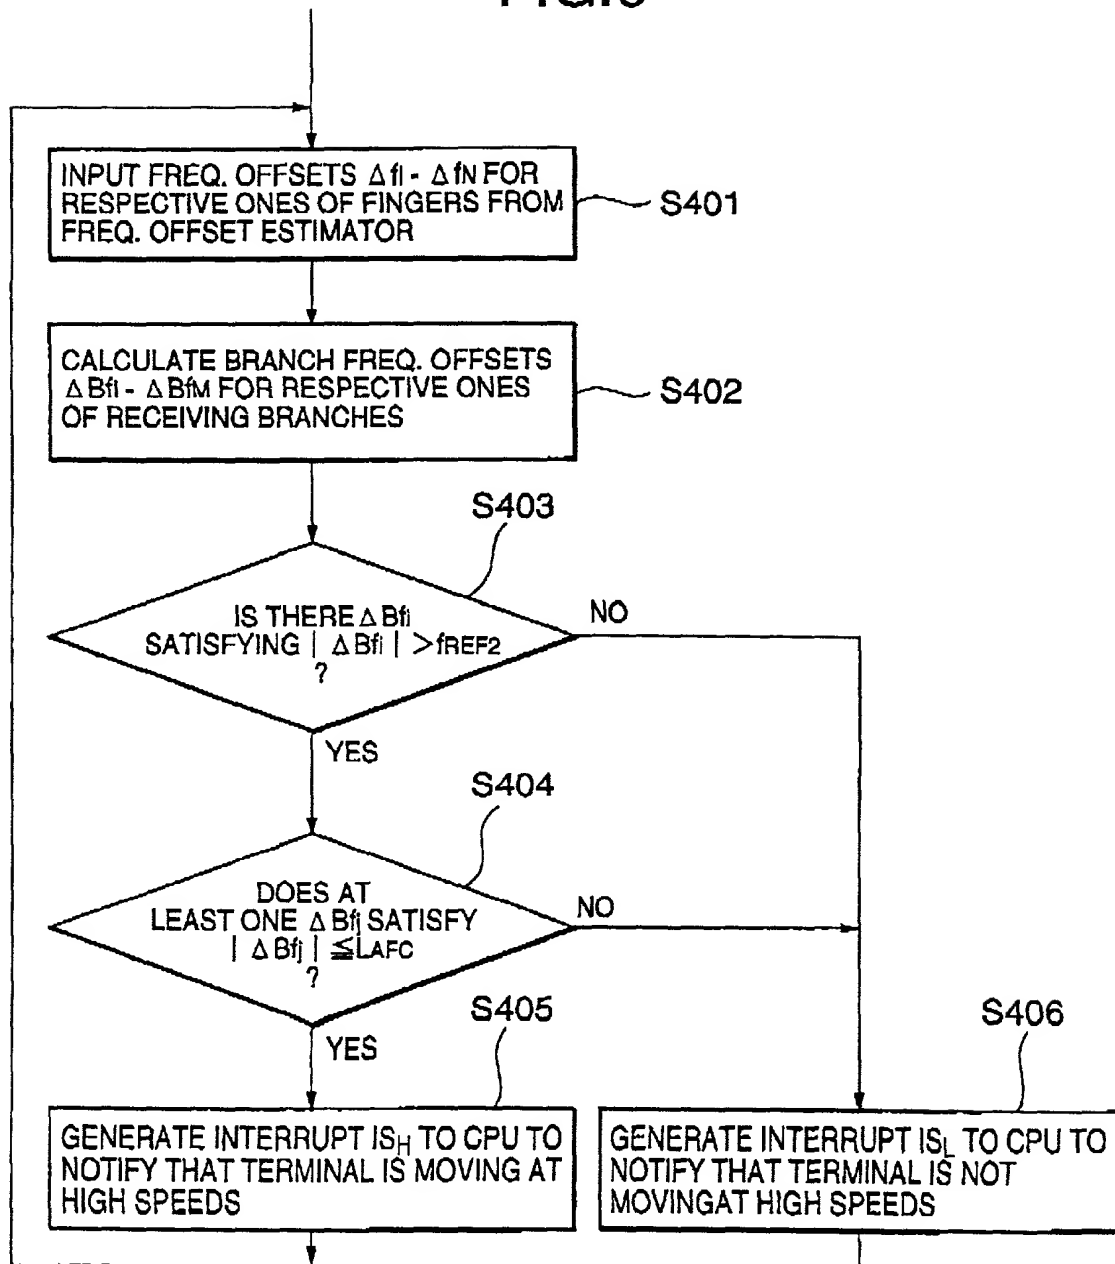 INPUT FREQ. OFFSETS Δf1 - ΔfN FOR
RESPECTIVE ONES OF FINGERS FROM
FREQ. OFFSET ESTIMATOR
S401
CALCULATE BRANCH FREQ. OFFSETS
ΔBf1 - ΔBfM FOR RESPECTIVE ONES
OF RECEIVING BRANCHES
S402
S403
IS THERE ΔBfi
SATISFYING | ΔBfi | >fREF2
?
NO
YES
S404
DOES AT
LEAST ONE ΔBfj SATISFY
| ΔBfj | ≦LAFC
?
NO
YES
S405
GENERATE INTERRUPT ISH TO CPU TO
NOTIFY THAT TERMINAL IS MOVING AT
HIGH SPEEDS
S406
GENERATE INTERRUPT ISL TO CPU TO
NOTIFY THAT TERMINAL IS NOT
MOVINGAT HIGH SPEEDS